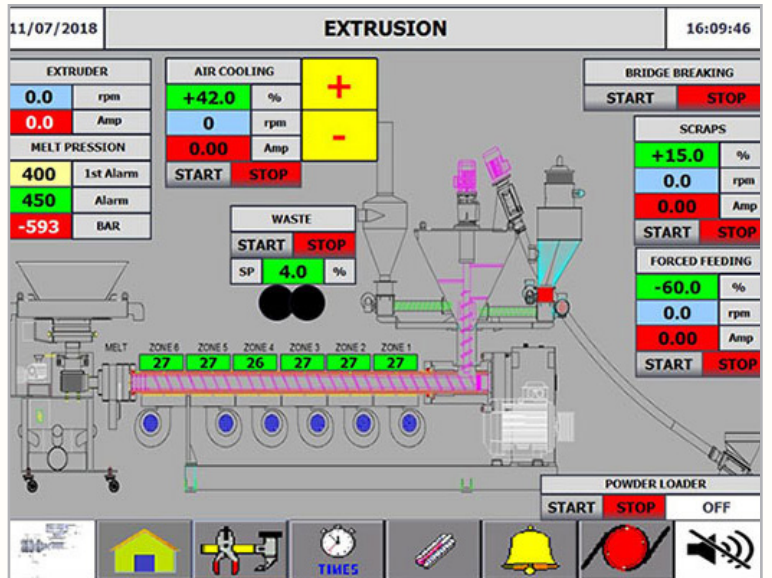 11/07/2018
EXTRUSION
16:09:46
EXTRUDER
0.0 rpm
0.0 Amp
MELT PRESSION
400 1st Alarm
450 Alarm
-593 BAR
AIR COOLING
+42.0 %
0 rpm
0.00 Amp
START STOP
+
-
BRIDGE BREAKING
START STOP
SCRAPS
+15.0 %
0.0 rpm
0.00 Amp
START STOP
WASTE
START STOP
SP 4.0 %
FORCED FEEDING
-60.0 %
0.0 rpm
0.00 Amp
START STOP
MELT ZONE 6 ZONE 5 ZONE 4 ZONE 3 ZONE 2 ZONE 1
27 27 26 27 27 27
POWDER LOADER
START STOP OFF
TIMES